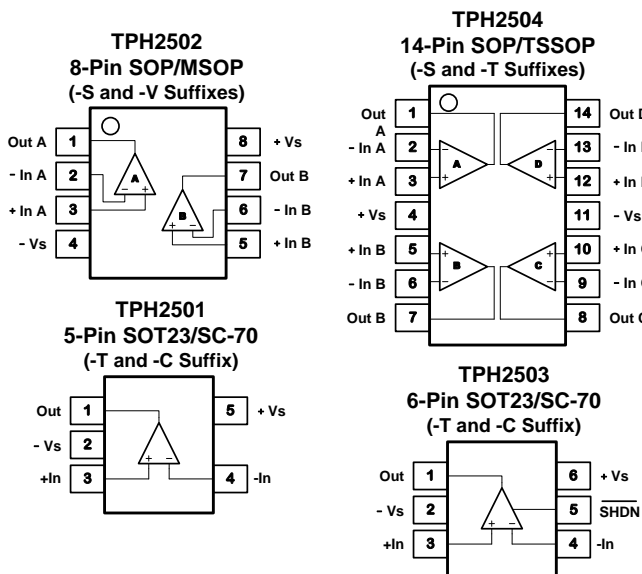 TPH2502
8-Pin SOP/MSOP
(-S and -V Suffixes)
Out A 1 8 + Vs
- In A 2 A 7 Out B
+ In A 3 B 6 - In B
- Vs 4 5 + In B
TPH2504
14-Pin SOP/TSSOP
(-S and -T Suffixes)
Out A 1 14 Out
- In A 2 13 - In
+ In A 3 A D 12 + In
+ Vs 4 11 - Vs
+ In B 5 10 + In
- In B 6 B C 9 - In
Out B 7 8 Out
TPH2501
5-Pin SOT23/SC-70
(-T and -C Suffix)
Out 1 5 + Vs
- Vs 2
+In 3 + - 4 -In
TPH2503
6-Pin SOT23/SC-70
(-T and -C Suffix)
Out 1 6 + Vs
- Vs 2 5 SHDN
+In 3 + - 4 -In